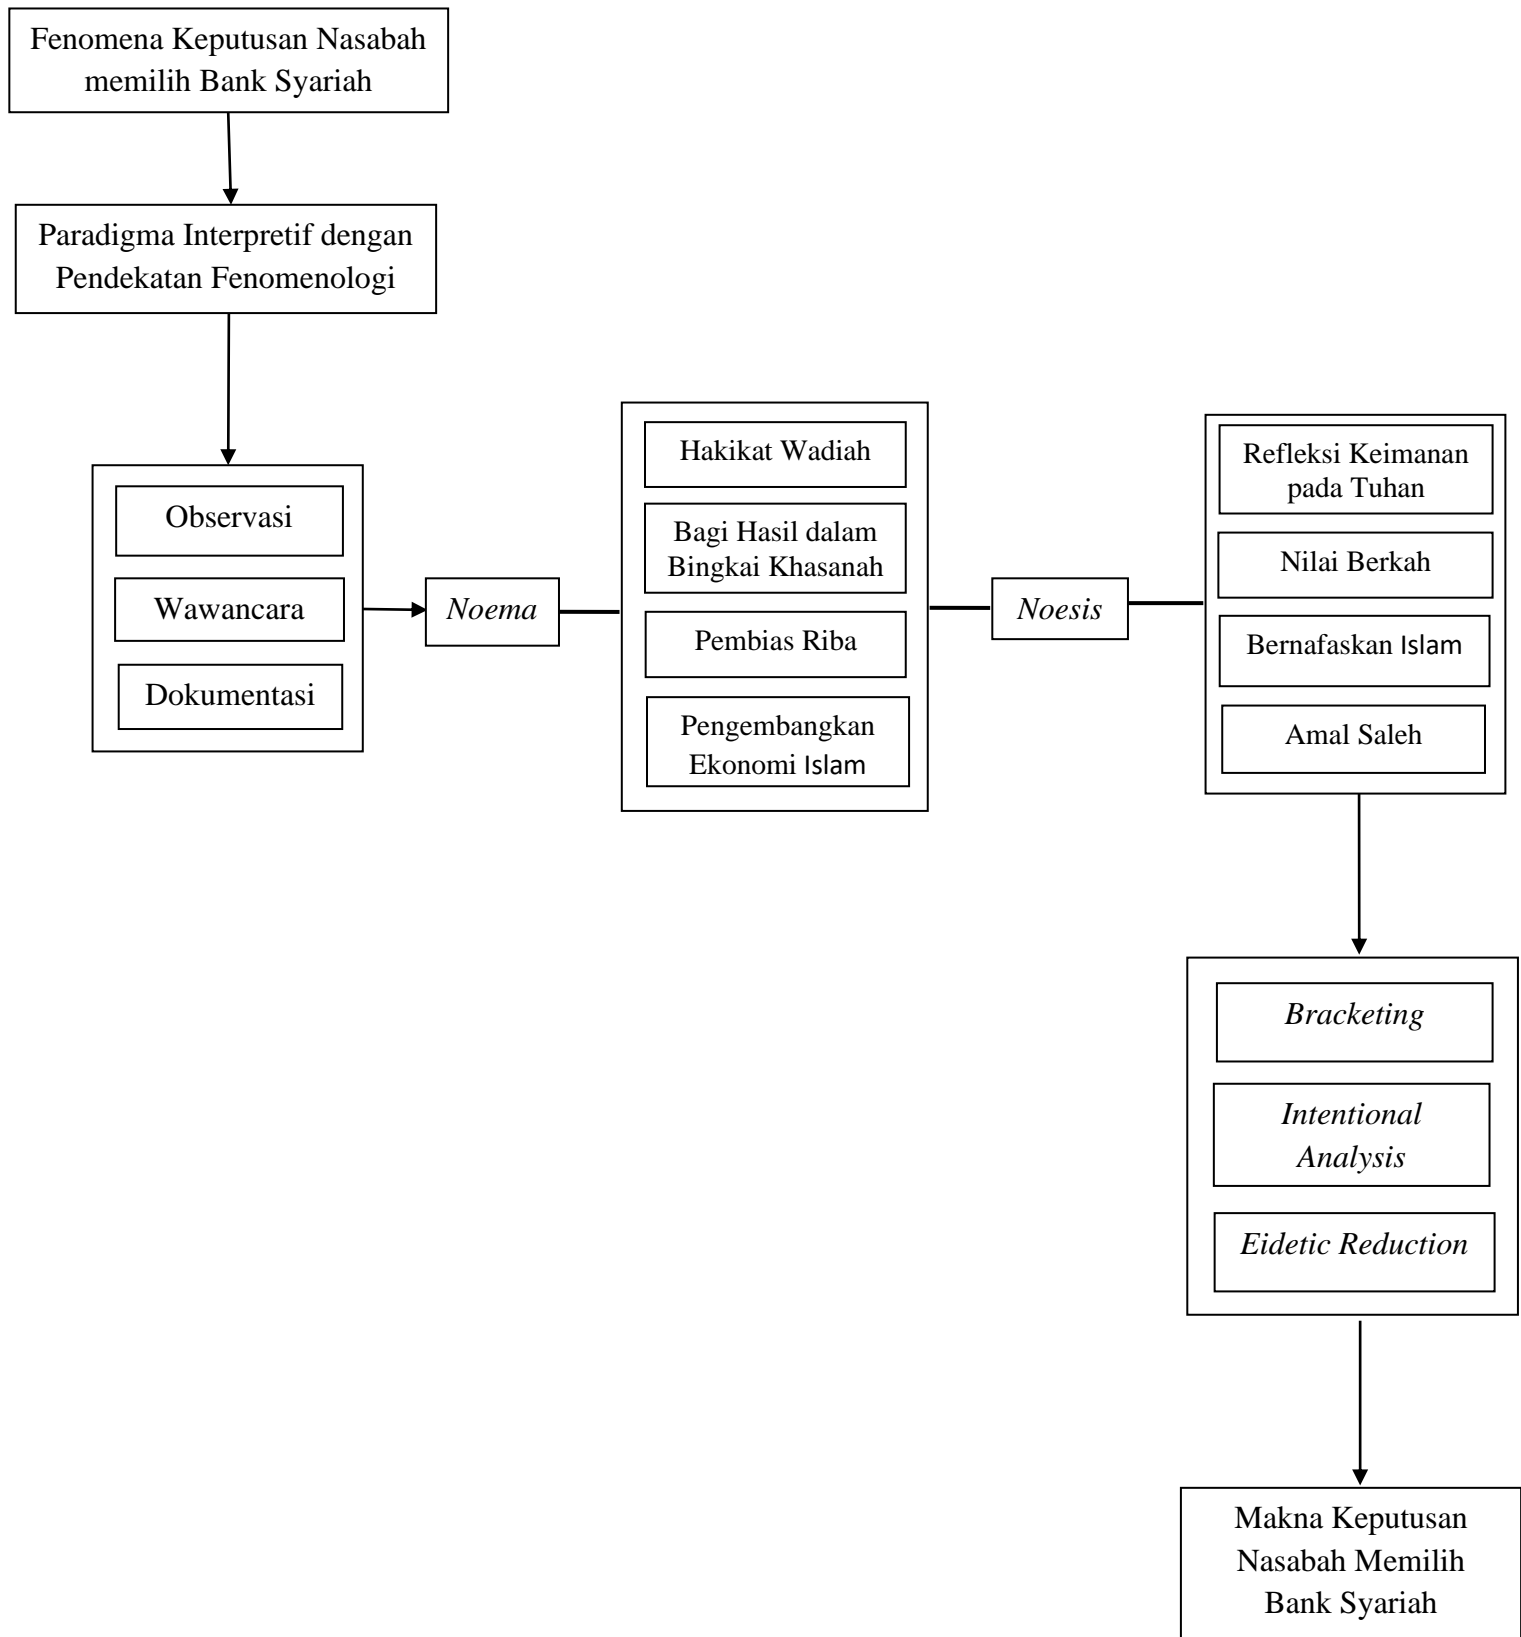 Fenomena Keputusan Nasabah
memilih Bank Syariah
Paradigma Interpretif dengan
Pendekatan Fenomenologi
Observasi
Wawancara
Dokumentasi
Noema
Hakikat Wadiah
Bagi Hasil dalam
Bingkai Khasanah
Pembias Riba
Pengembangkan
Ekonomi Islam
Noesis
Refleksi Keimanan
pada Tuhan
Nilai Berkah
Bernafaskan Islam
Amal Saleh
Bracketing
Intentional
Analysis
Eidetic Reduction
Makna Keputusan
Nasabah Memilih
Bank Syariah